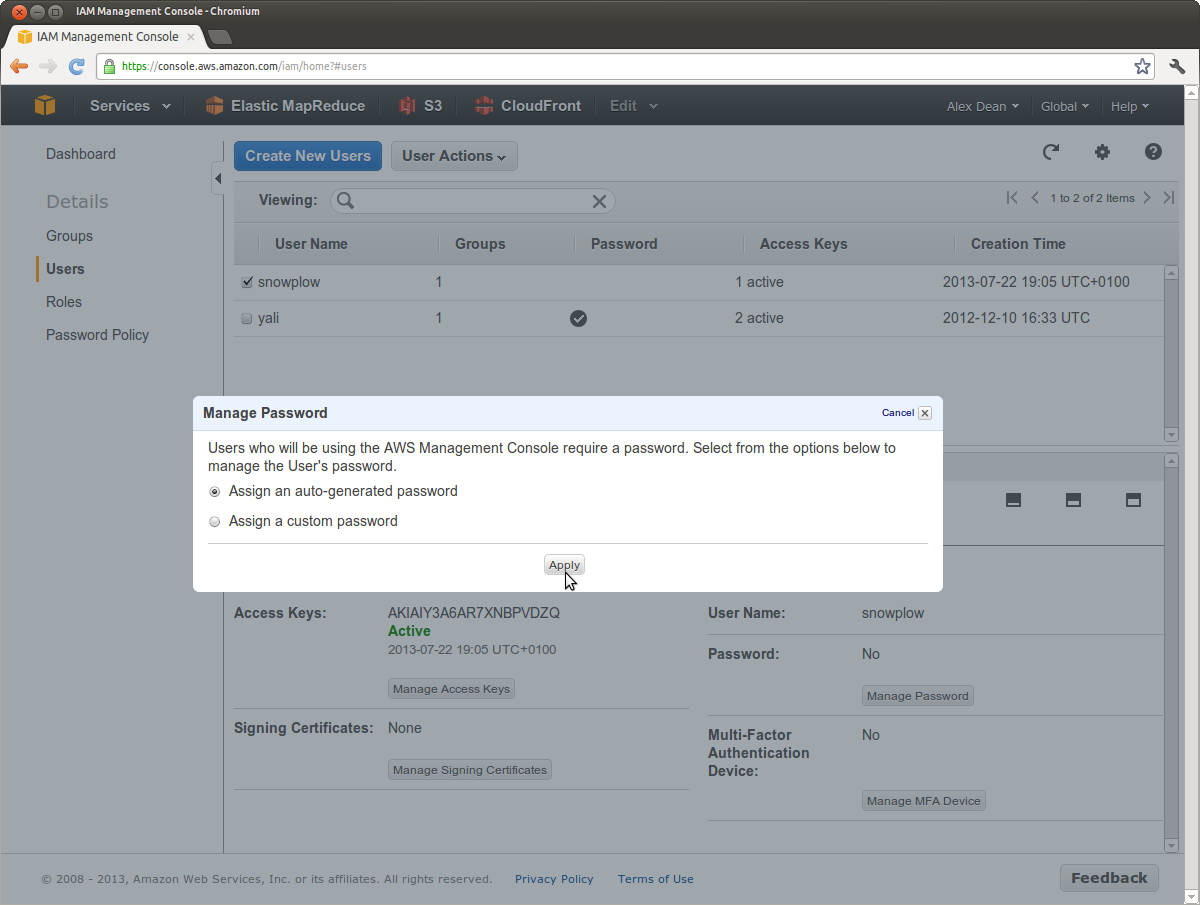 IAM Management Console - Chromium
IAM Management Console
https://console.aws.amazon.com/iam/home?#users
Services Elastic MapReduce S3 CloudFront Edit Alex Dean Global Help
Dashboard
Create New Users User Actions
Details
Viewing: 1 to 2 of 2 Items
Groups
User Name Groups Password Access Keys Creation Time
Users
snowplow 1 1 active 2013-07-22 19:05 UTC+0100
Roles
yali 1 2 active 2012-12-10 16:33 UTC
Password Policy
Manage Password Cancel
Users who will be using the AWS Management Console require a password. Select from the options below to
manage the User's password.
Assign an auto-generated password
Assign a custom password
Apply
Access Keys: AKIAIY3A6AR7XNBPVDZQ User Name: snowplow
Active
2013-07-22 19:05 UTC+0100 Password: No
Manage Access Keys Manage Password
Signing Certificates: None Multi-Factor No
Authentication
Device:
Manage Signing Certificates
Manage MFA Device
© 2008 - 2013, Amazon Web Services, Inc. or its affiliates. All rights reserved. Privacy Policy Terms of Use Feedback